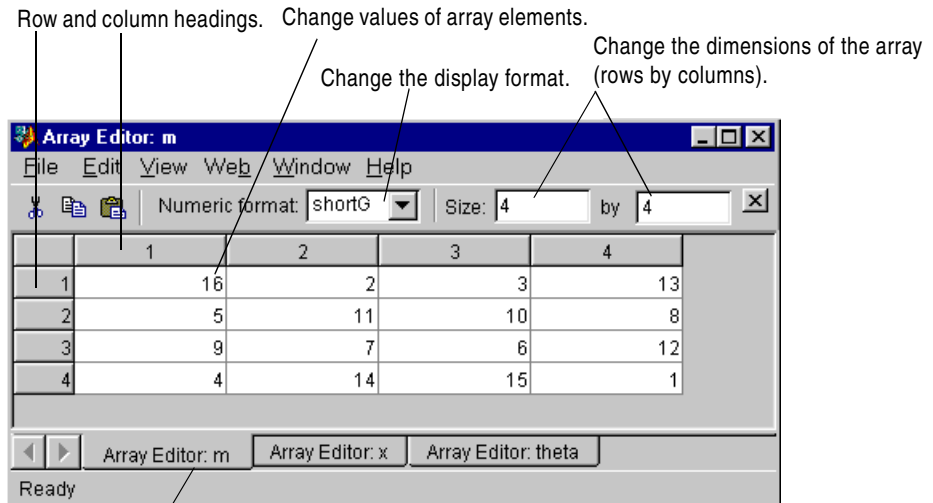 Row and column headings.
Change values of array elements.
Change the display format.
Change the dimensions of the array
(rows by columns).
Array Editor: m
File Edit View Web Window Help
Numeric format: shortG Size: 4 by 4
1 2 3 4
1 16 2 3 13
2 5 11 10 8
3 9 7 6 12
4 4 14 15 1
Array Editor: m Array Editor: x Array Editor: theta
Ready